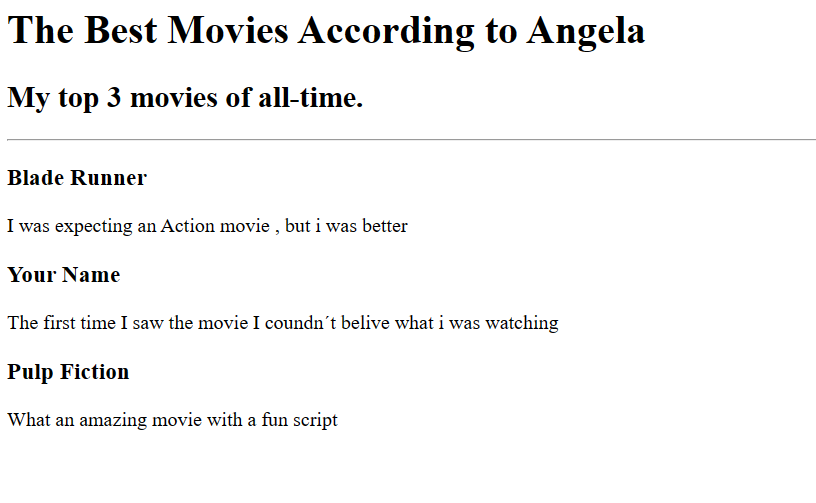 The Best Movies According to Angela
My top 3 movies of all-time.
Blade Runner
I was expecting an Action movie , but i was better
Your Name
The first time I saw the movie I coundn´t belive what i was watching
Pulp Fiction
What an amazing movie with a fun script